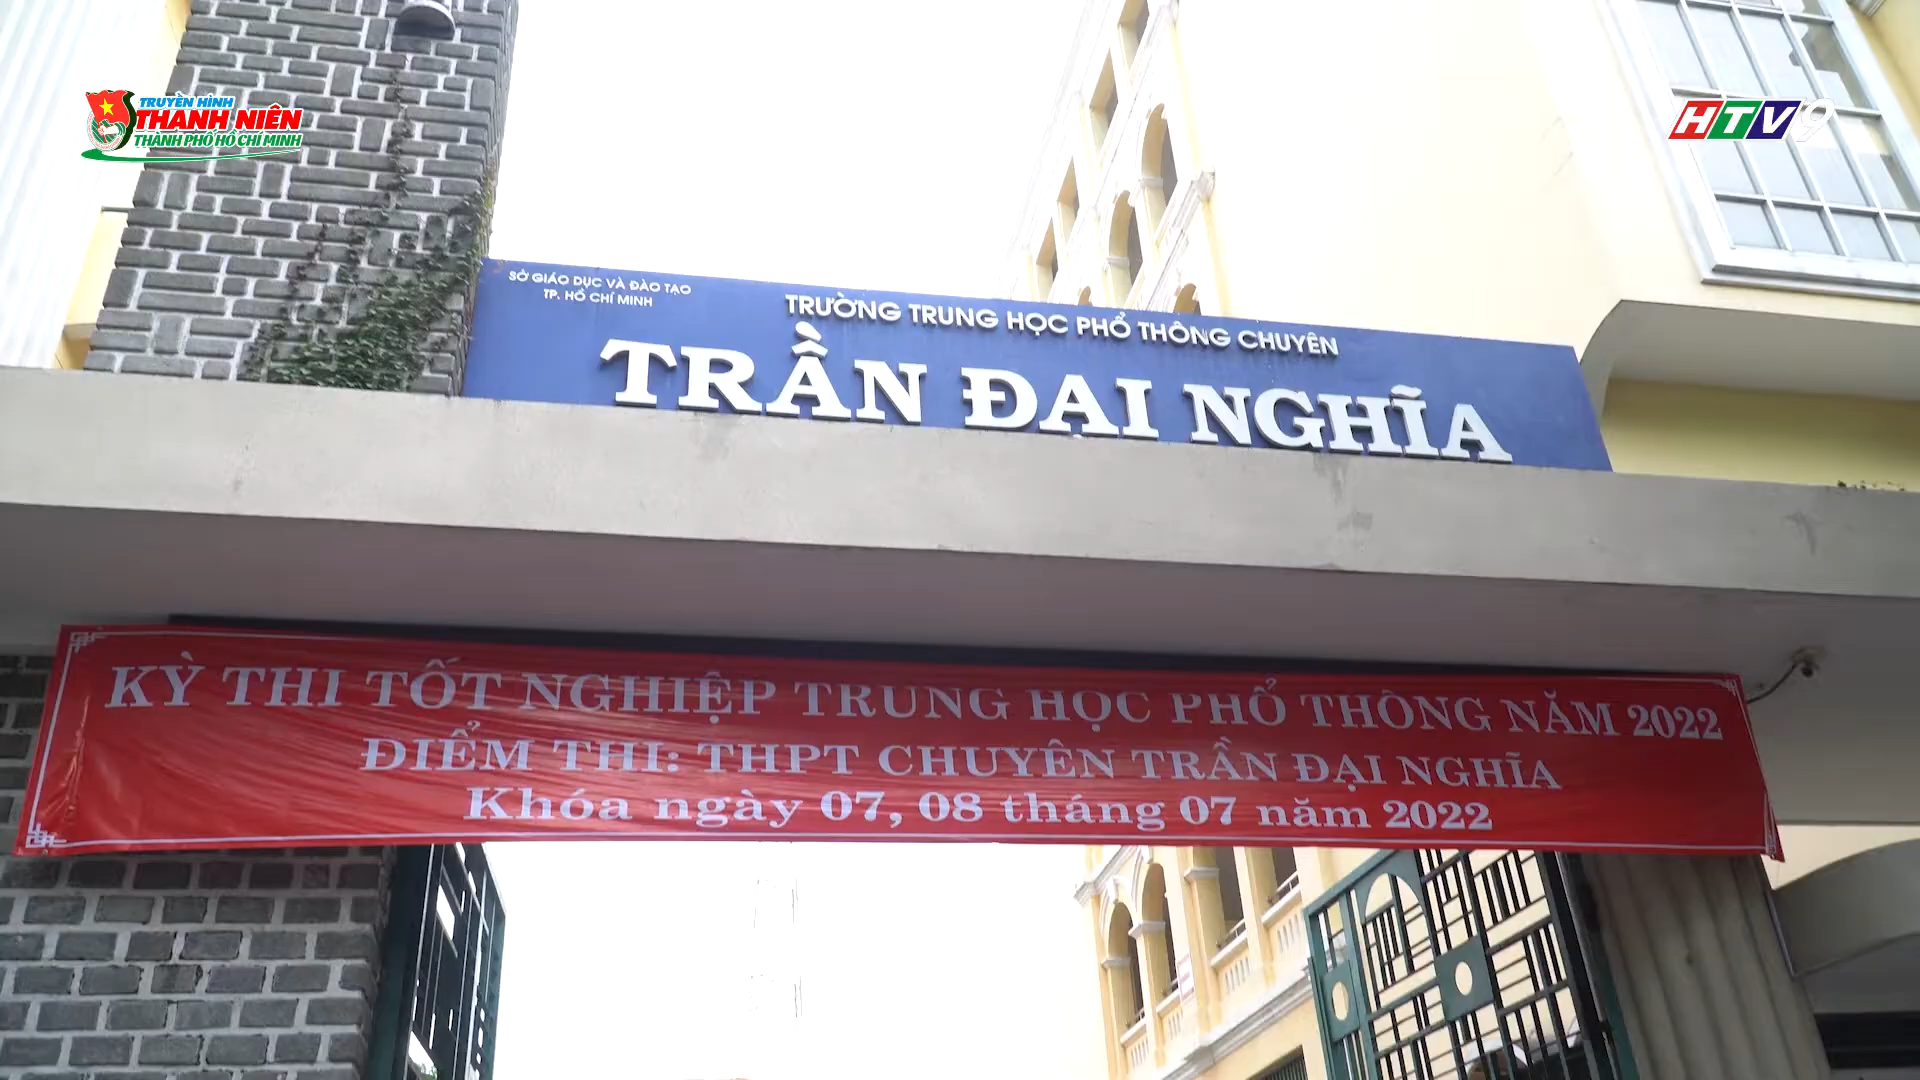 TRUYỀN HÌNH
THANH NIÊN
THÀNH PHỐ HỒ CHÍ MINH
HTV9
SỞ GIÁO DỤC VÀ ĐÀO TẠO
TP. HỒ CHÍ MINH
TRƯỜNG TRUNG HỌC PHỔ THÔNG CHUYÊN
TRẦN ĐAI NGHĨA
KỲ THI TỐT NGHIỆP TRUNG HỌC PHỔ THÔNG NĂM 2022
ĐIỂM THI: THPT CHUYÊN TRẦN ĐẠI NGHĨA
Khóa ngày 07, 08 tháng 07 năm 2022